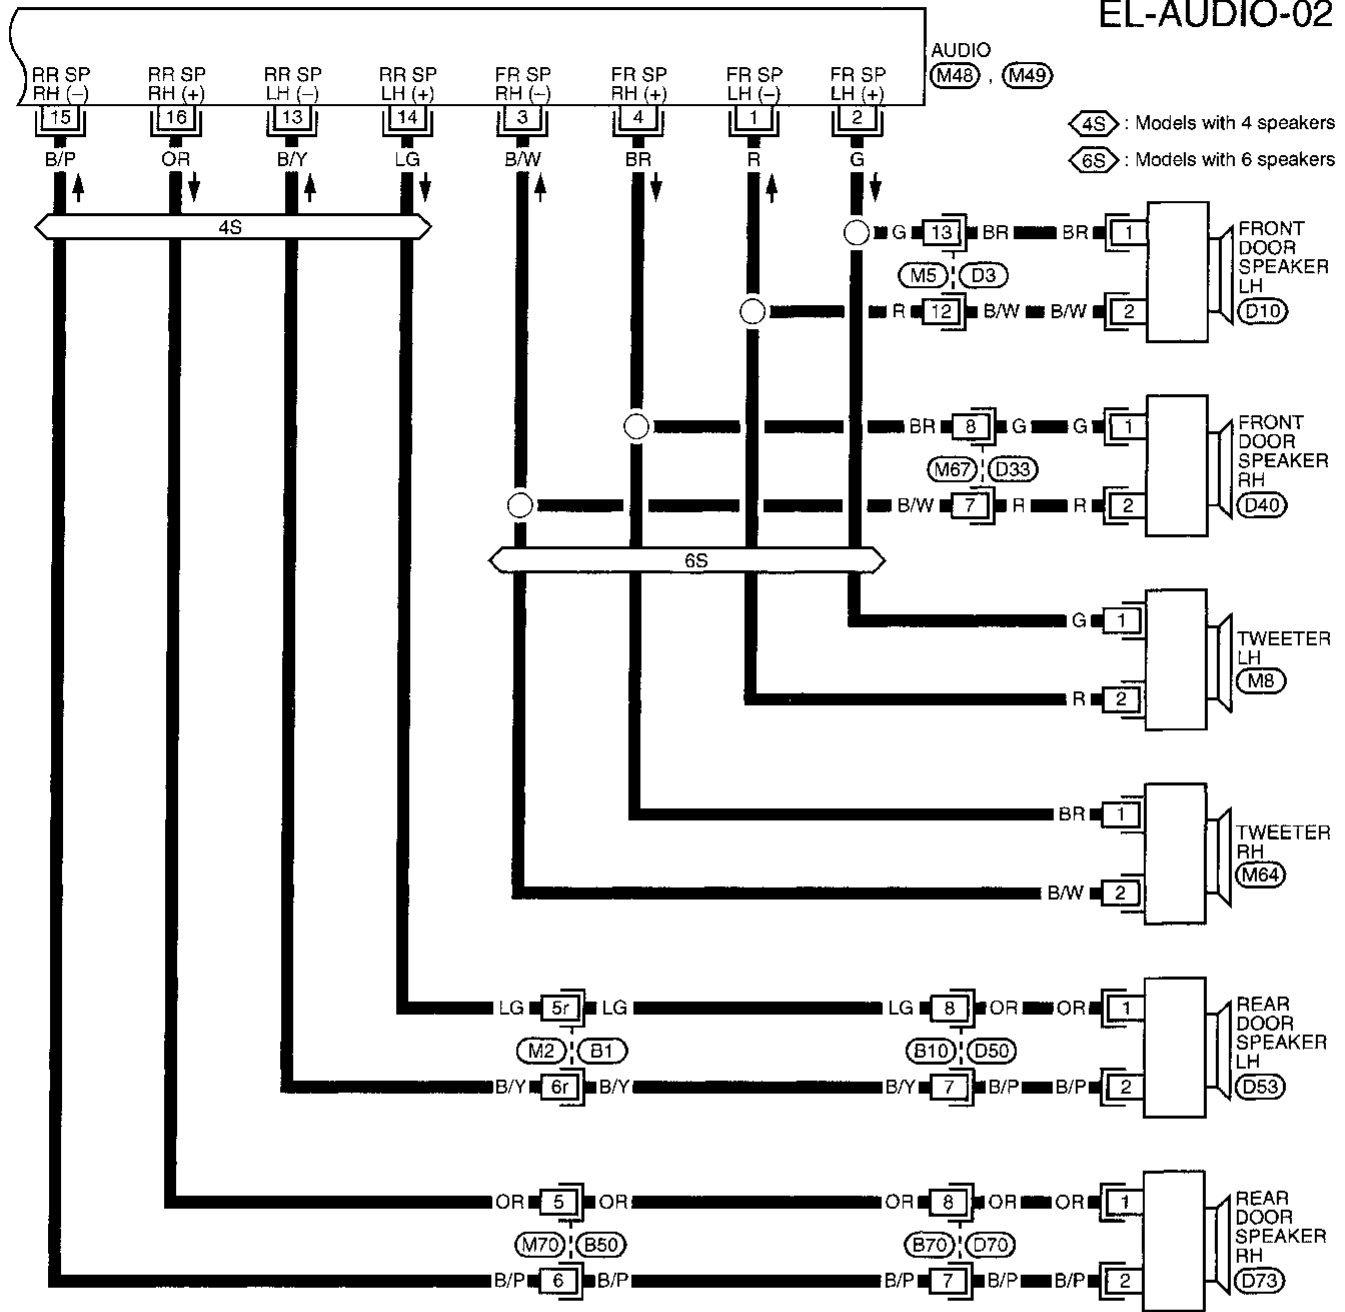 EL-AUDIO-02
AUDIO
M48 , M49
RR SP RH (−)
RR SP RH (+)
RR SP LH (−)
RR SP LH (+)
FR SP RH (−)
FR SP RH (+)
FR SP LH (−)
FR SP LH (+)
15 16 13 14 3 4 1 2
B/P OR B/Y LG B/W BR R G
4S : Models with 4 speakers
6S : Models with 6 speakers
4S
G 13 BR BR 1
M5 D3
R 12 B/W B/W 2
FRONT
DOOR
SPEAKER
LH
D10
BR 8 G G 1
M67 D33
B/W 7 R R 2
FRONT
DOOR
SPEAKER
RH
D40
6S
G 1
R 2
TWEETER
LH
M8
BR 1
B/W 2
TWEETER
RH
M64
LG 5r LG LG 8 OR OR 1
M2 B1 B10 D50
B/Y 6r B/Y B/Y 7 B/P B/P 2
REAR
DOOR
SPEAKER
LH
D53
OR 5 OR OR 8 OR OR 1
M70 B50 B70 D70
B/P 6 B/P B/P 7 B/P B/P 2
REAR
DOOR
SPEAKER
RH
D73